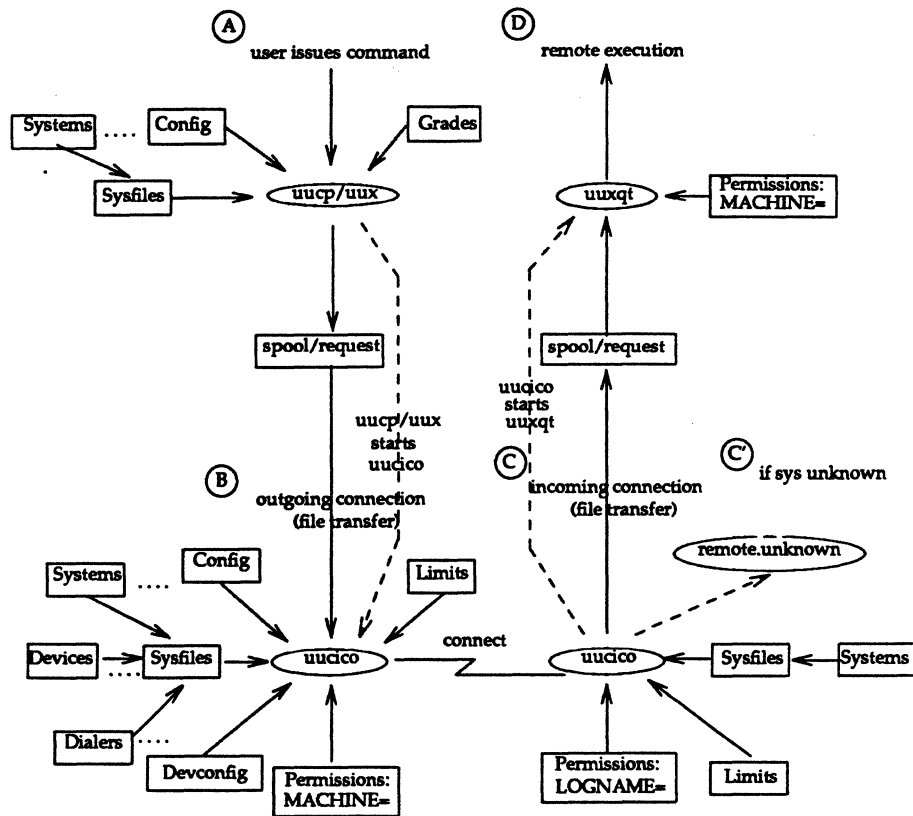 A
D
user issues command
remote execution
Systems
....
Config
Grades
Sysfiles
uucp/uux
uuxqt
Permissions:
MACHINE=
spool/request
spool/request
uucp/uux
starts
uucico
uucico
starts
uuxqt
B
C
C'
if sys unknown
outgoing connection
(file transfer)
incoming connection
(file transfer)
remote.unknown
Systems
....
Config
Limits
connect
Devices
....
Sysfiles
uucico
uucico
Sysfiles
Systems
Dialers
....
Devconfig
Permissions:
MACHINE=
Permissions:
LOGNAME=
Limits